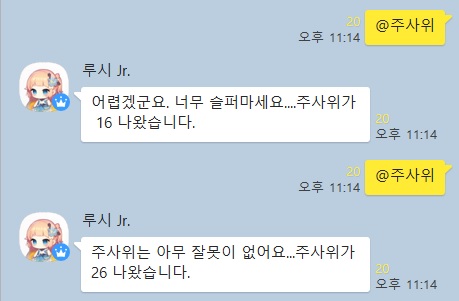 20
오후 11:14
@주사위
루시 Jr.
어렵겠군요. 너무 슬퍼마세요....주사위가
16 나왔습니다.
20
오후 11:14
20
오후 11:14
@주사위
루시 Jr.
주사위는 아무 잘못이 없어요...주사위가
26 나왔습니다.
20
오후 11:14